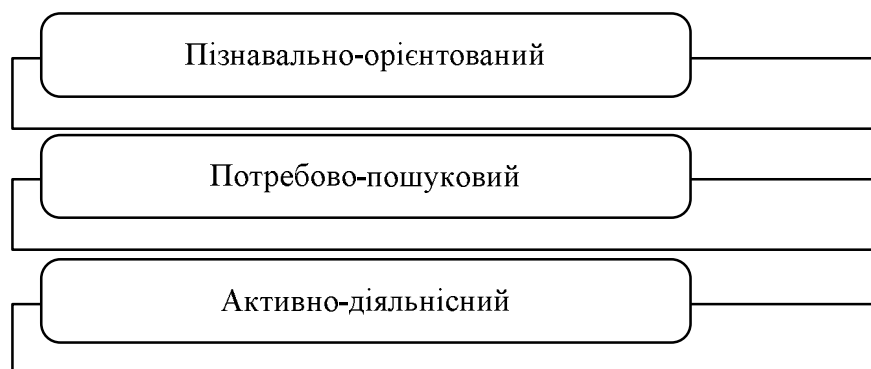 Пізнавально-орієнтований
Потребово-пошуковий
Активно-діяльнісний